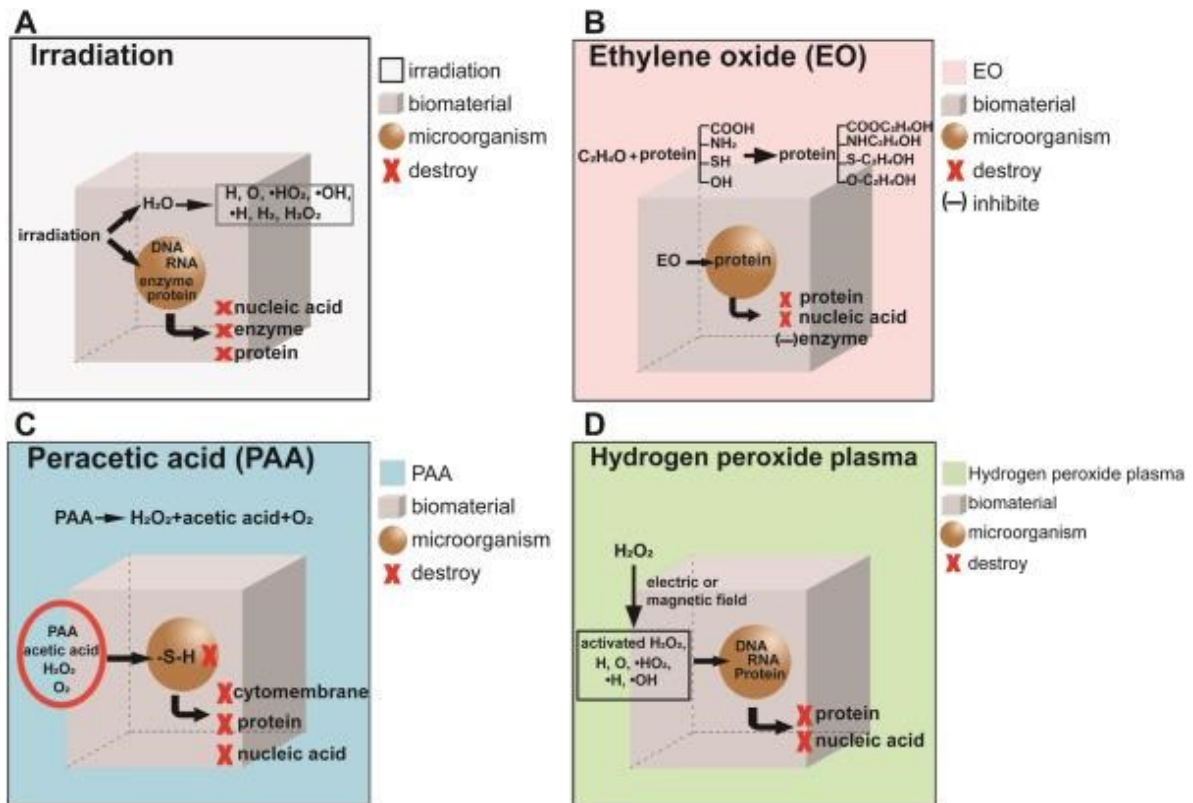 A
Irradiation
irradiation
biomaterial
microorganism
destroy
H₂O
H, O, •HO₂, •OH,
•H, H₂, H₂O₂
irradiation
DNA
RNA
enzyme
protein
nucleic acid
enzyme
protein
B
Ethylene oxide (EO)
EO
biomaterial
microorganism
destroy
(—) inhibite
C₂H₄O + protein
COOH
NH₂
SH
OH
protein
COOC₂H₄OH
NHC₂H₄OH
S-C₂H₄OH
O-C₂H₄OH
EO
protein
protein
nucleic acid
(—)enzyme
C
Peracetic acid (PAA)
PAA
biomaterial
microorganism
destroy
PAA → H₂O₂+acetic acid+O₂
PAA
acetic acid
H₂O₂
O₂
-S-H
cytomembrane
protein
nucleic acid
D
Hydrogen peroxide plasma
Hydrogen peroxide plasma
biomaterial
microorganism
destroy
H₂O₂
electric or
magnetic field
activated H₂O₂,
H, O, •HO₂,
•H, •OH
DNA
RNA
Protein
protein
nucleic acid